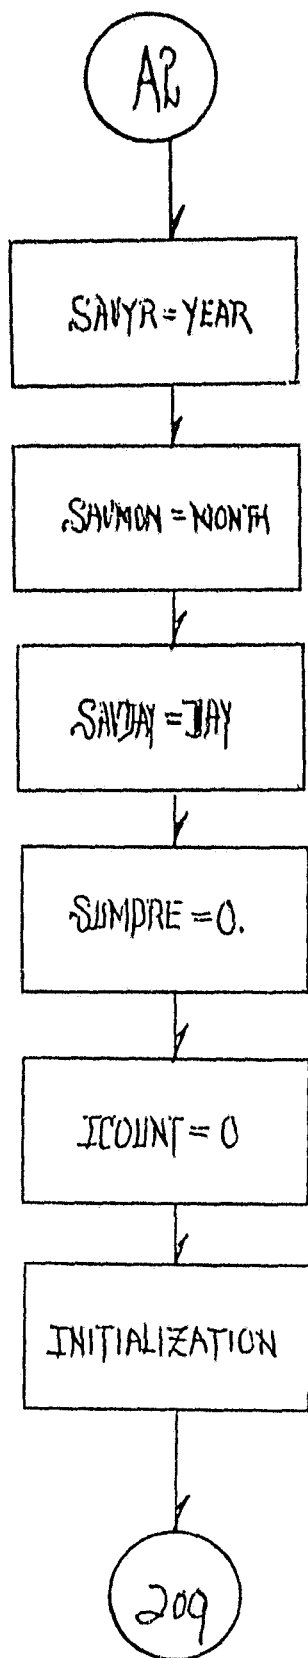 A2
SAVYR = YEAR
SAVMON = MONTH
SAVDAY = DAY
SUMPRE = 0.
ICOUNT = 0
INITIALIZATION
209